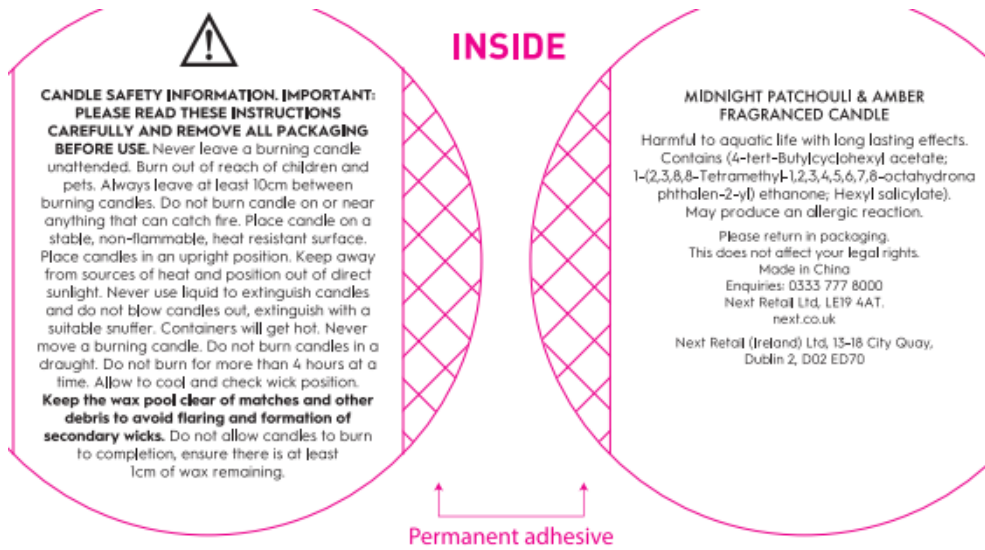 INSIDE
CANDLE SAFETY INFORMATION. IMPORTANT:
PLEASE READ THESE INSTRUCTIONS
CAREFULLY AND REMOVE ALL PACKAGING
BEFORE USE. Never leave a burning candle
unattended. Burn out of reach of children and
pets. Always leave at least 10cm between
burning candles. Do not burn candle on or near
anything that can catch fire. Place candle on a
stable, non-flammable, heat resistant surface.
Place candles in an upright position. Keep away
from sources of heat and position out of direct
sunlight. Never use liquid to extinguish candles
and do not blow candles out, extinguish with a
suitable snuffer. Containers will get hot. Never
move a burning candle. Do not burn candles in a
draught. Do not burn for more than 4 hours at a
time. Allow to cool and check wick position.
Keep the wax pool clear of matches and other
debris to avoid flaring and formation of
secondary wicks. Do not allow candles to burn
to completion, ensure there is at least
1cm of wax remaining.
MIDNIGHT PATCHOULI & AMBER
FRAGRANCED CANDLE
Harmful to aquatic life with long lasting effects.
Contains (4-tert-Butylcyclohexyl acetate;
1-(2,3,8,8-Tetramethyl-1,2,3,4,5,6,7,8-octahydrona
phthalen-2-yl) ethanone; Hexyl salicylate).
May produce an allergic reaction.
Please return in packaging.
This does not affect your legal rights.
Made in China
Enquiries: 0333 777 8000
Next Retail Ltd, LE19 4AT.
next.co.uk
Next Retail (Ireland) Ltd, 13-18 City Quay,
Dublin 2, D02 ED70
Permanent adhesive